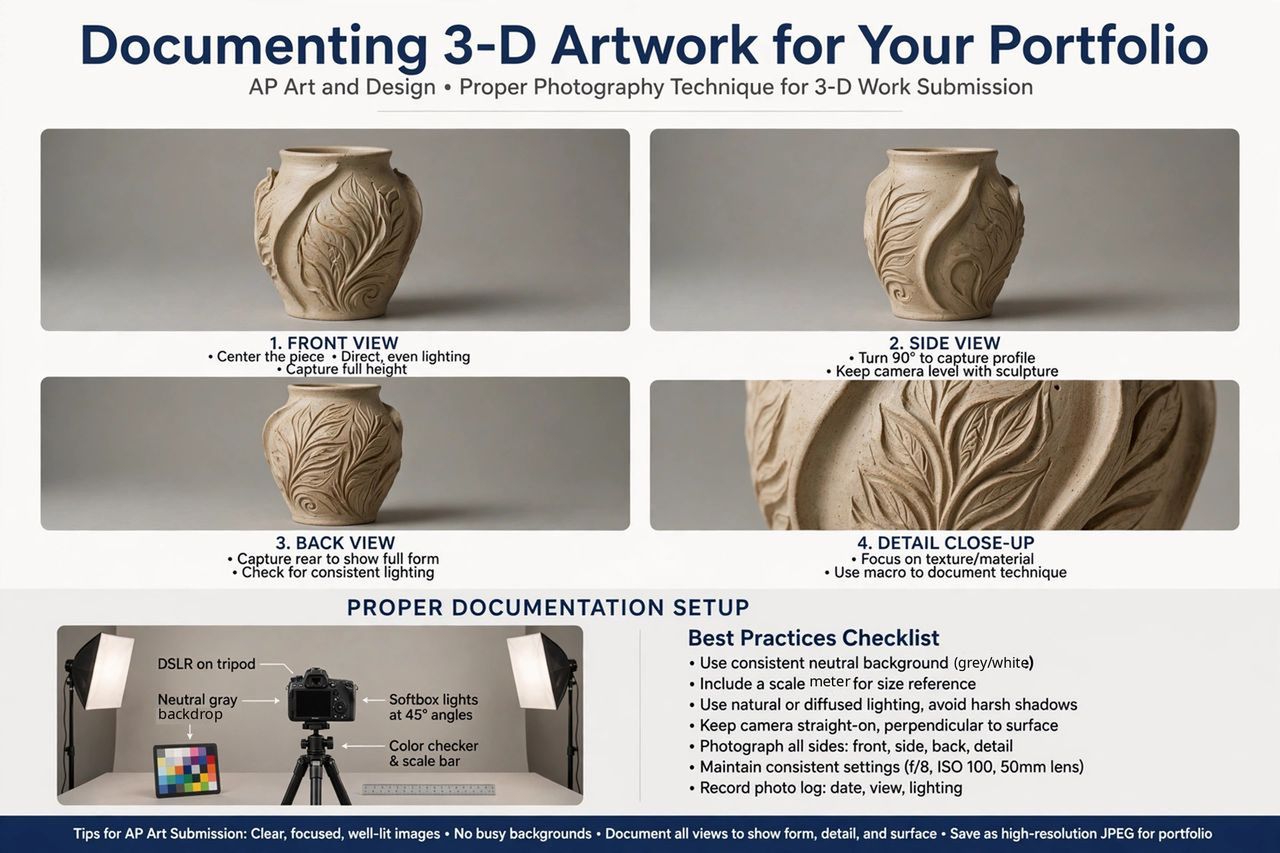 Documenting 3-D Artwork for Your Portfolio
AP Art and Design • Proper Photography Technique for 3-D Work Submission
1. FRONT VIEW
• Center the piece • Direct, even lighting
• Capture full height
2. SIDE VIEW
• Turn 90° to capture profile
• Keep camera level with sculpture
3. BACK VIEW
• Capture rear to show full form
• Check for consistent lighting
4. DETAIL CLOSE-UP
• Focus on texture/material
• Use macro to document technique
PROPER DOCUMENTATION SETUP
DSLR on tripod
Neutral gray
backdrop
Softbox lights
at 45° angles
Color checker
& scale bar
Best Practices Checklist
• Use consistent neutral background (grey/white)
• Include a scale meter for size reference
• Use natural or diffused lighting, avoid harsh shadows
• Keep camera straight-on, perpendicular to surface
• Photograph all sides: front, side, back, detail
• Maintain consistent settings (f/8, ISO 100, 50mm lens)
• Record photo log: date, view, lighting
Tips for AP Art Submission: Clear, focused, well-lit images • No busy backgrounds • Document all views to show form, detail, and surface • Save as high-resolution JPEG for portfolio